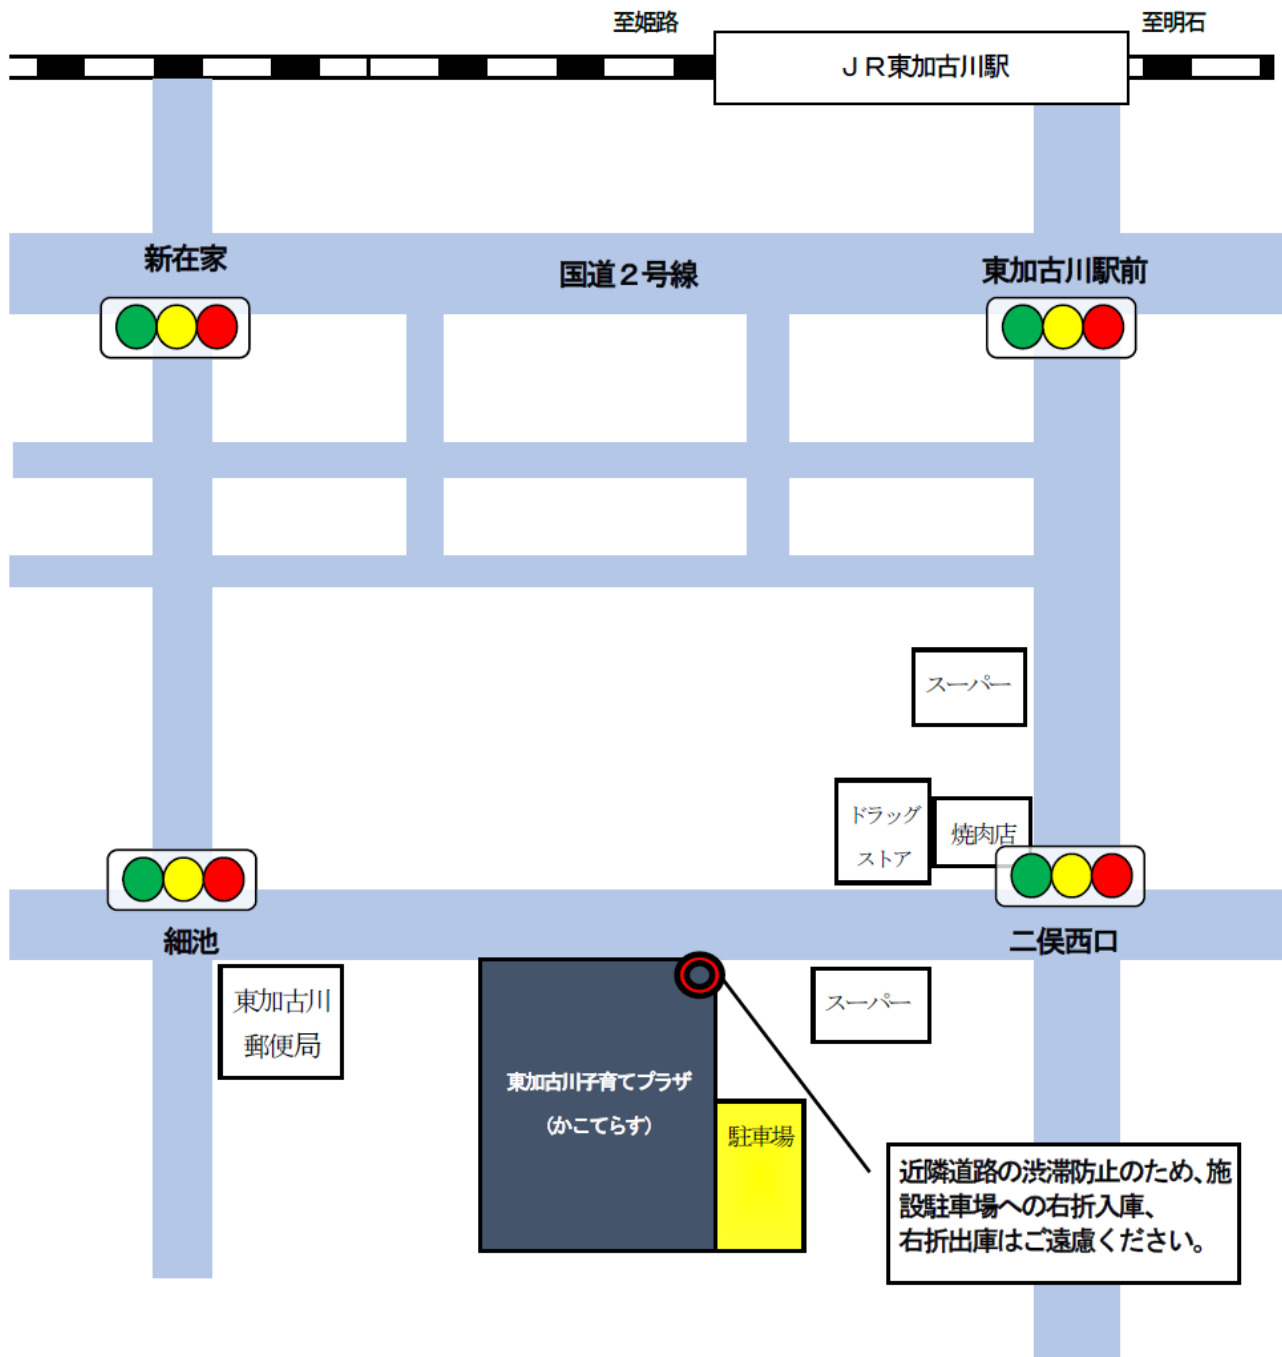 至姫路
至明石
ＪＲ東加古川駅
新在家
国道２号線
東加古川駅前
スーパー
ドラッグ
ストア
焼肉店
細池
二俣西口
東加古川
郵便局
スーパー
東加古川子育てプラザ
(かこてらす)
駐車場
近隣道路の渋滞防止のため、施
設駐車場への右折入庫、
右折出庫はご遠慮ください。